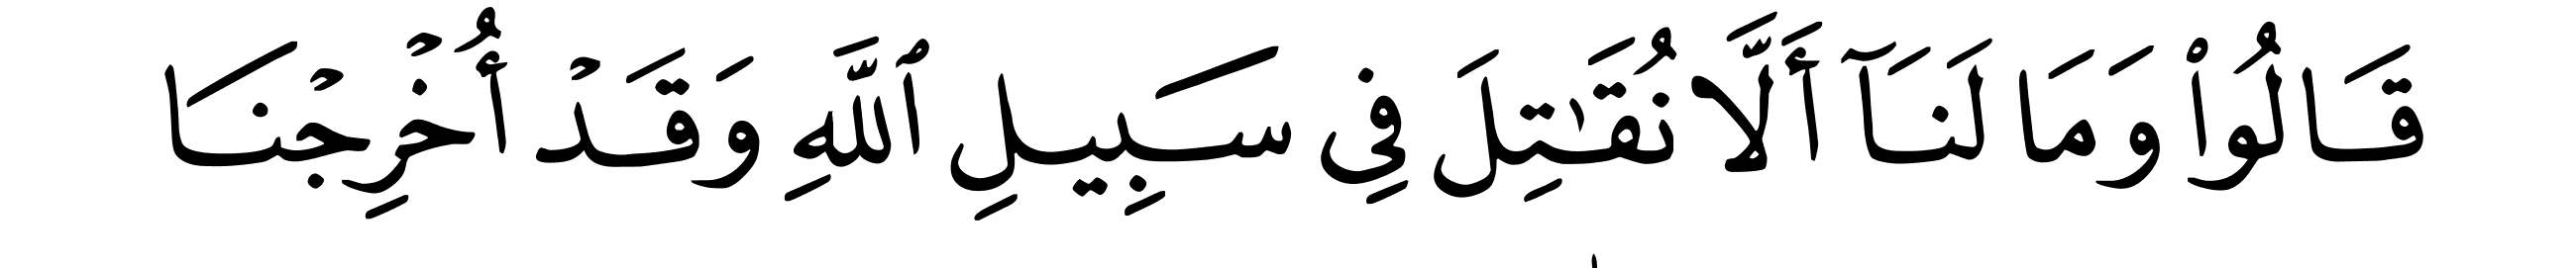 قَالُوا۟ وَمَا لَنَآ أَلَّا نُقَـٰتِلَ فِى سَبِيلِ ٱللَّهِ وَقَدْ أُخْرِجْنَا